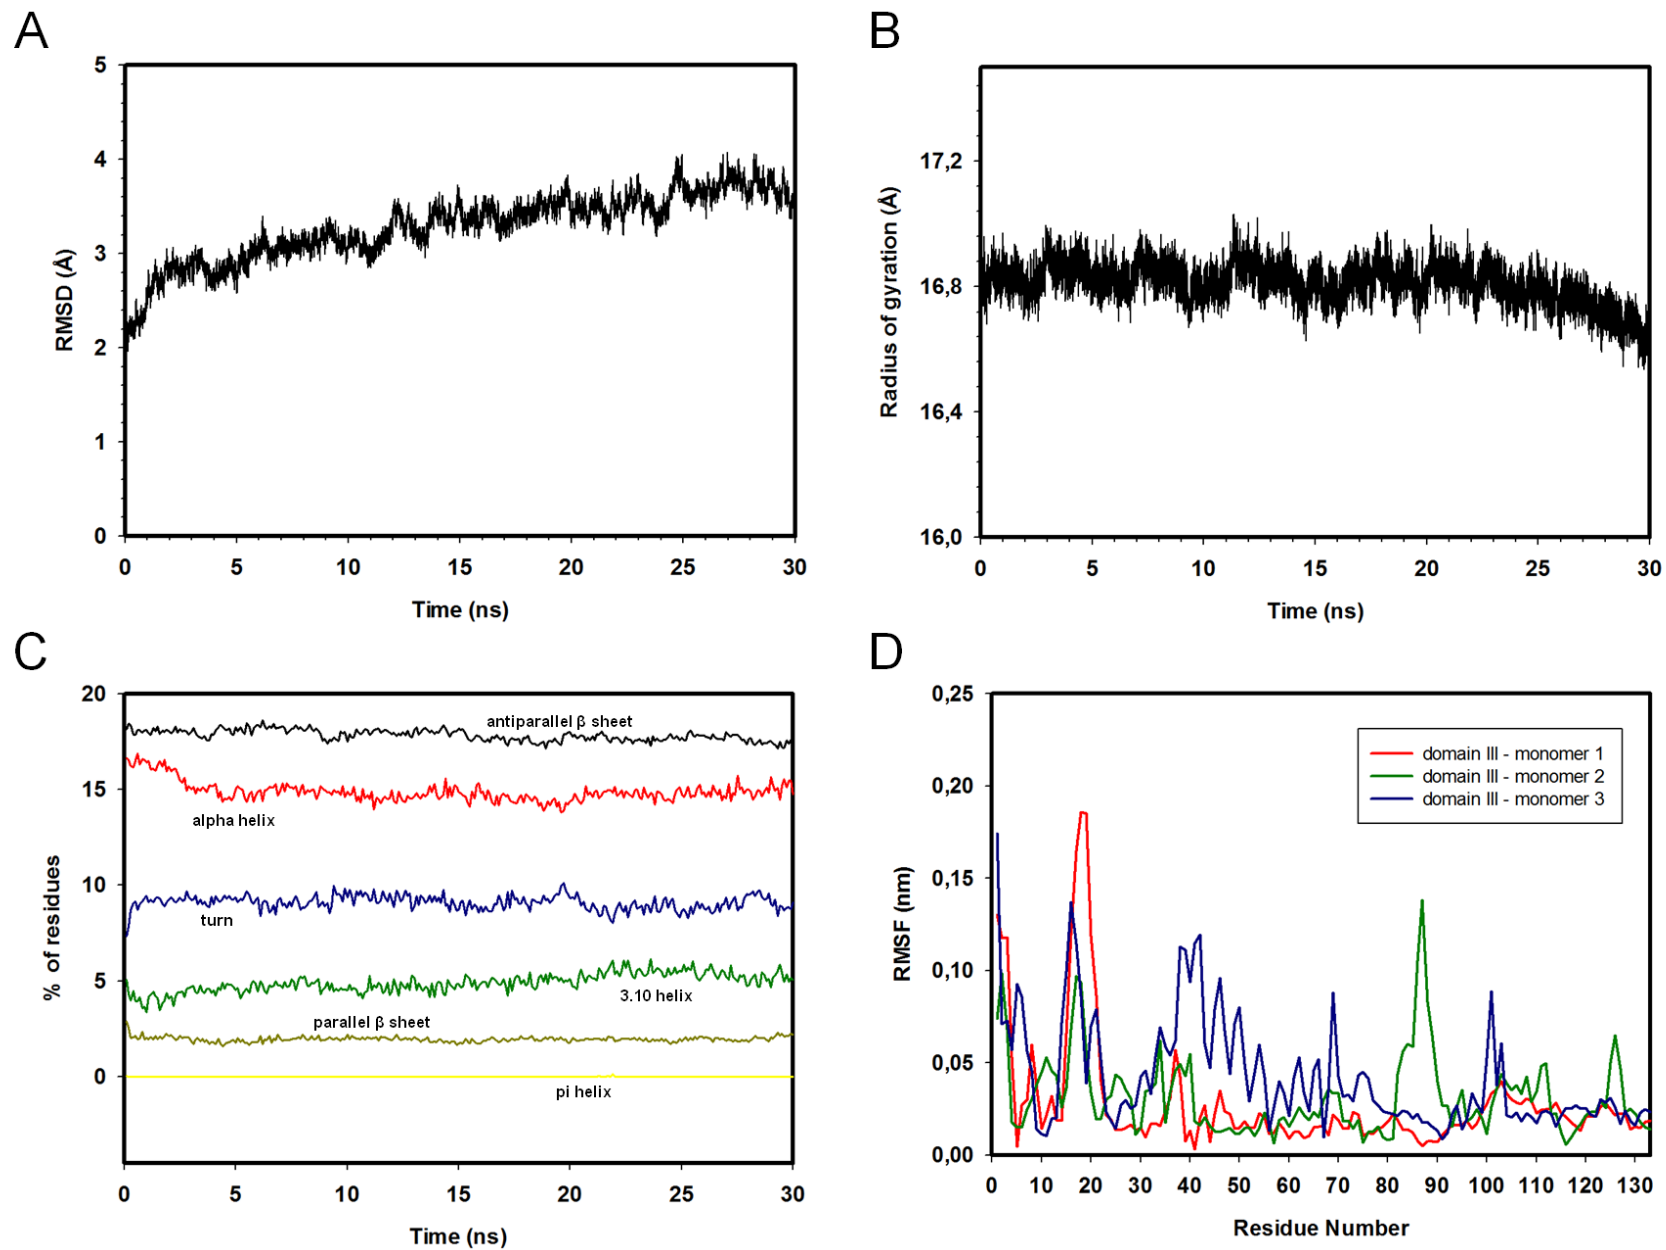 A
5
4
3
2
1
0
RMSD (Å)
0 5 10 15 20 25 30
Time (ns)
B
17,2
16,8
16,4
16,0
Radius of gyration (Å)
0 5 10 15 20 25 30
Time (ns)
C
20
15
10
5
0
% of residues
antiparallel β sheet
alpha helix
turn
3.10 helix
parallel β sheet
pi helix
0 5 10 15 20 25 30
Time (ns)
D
0,25
0,20
0,15
0,10
0,05
0,00
RMSF (nm)
domain III - monomer 1
domain III - monomer 2
domain III - monomer 3
0 10 20 30 40 50 60 70 80 90 100 110 120 130
Residue Number